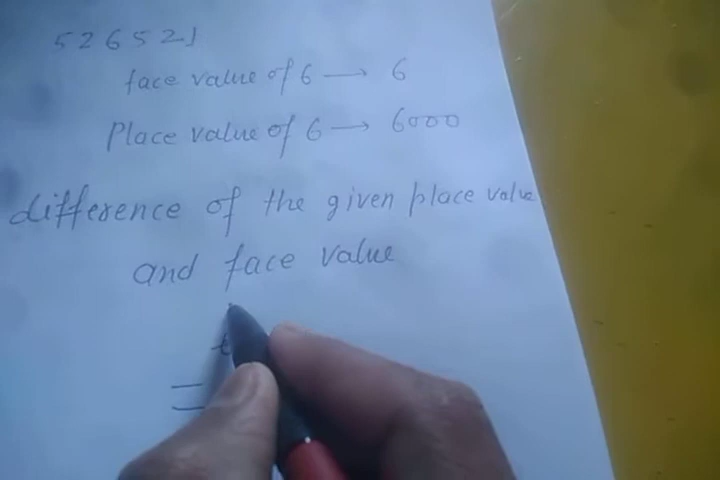 526521
face value of 6 → 6
Place value of 6 → 6000
difference of the given place value
and face value
=